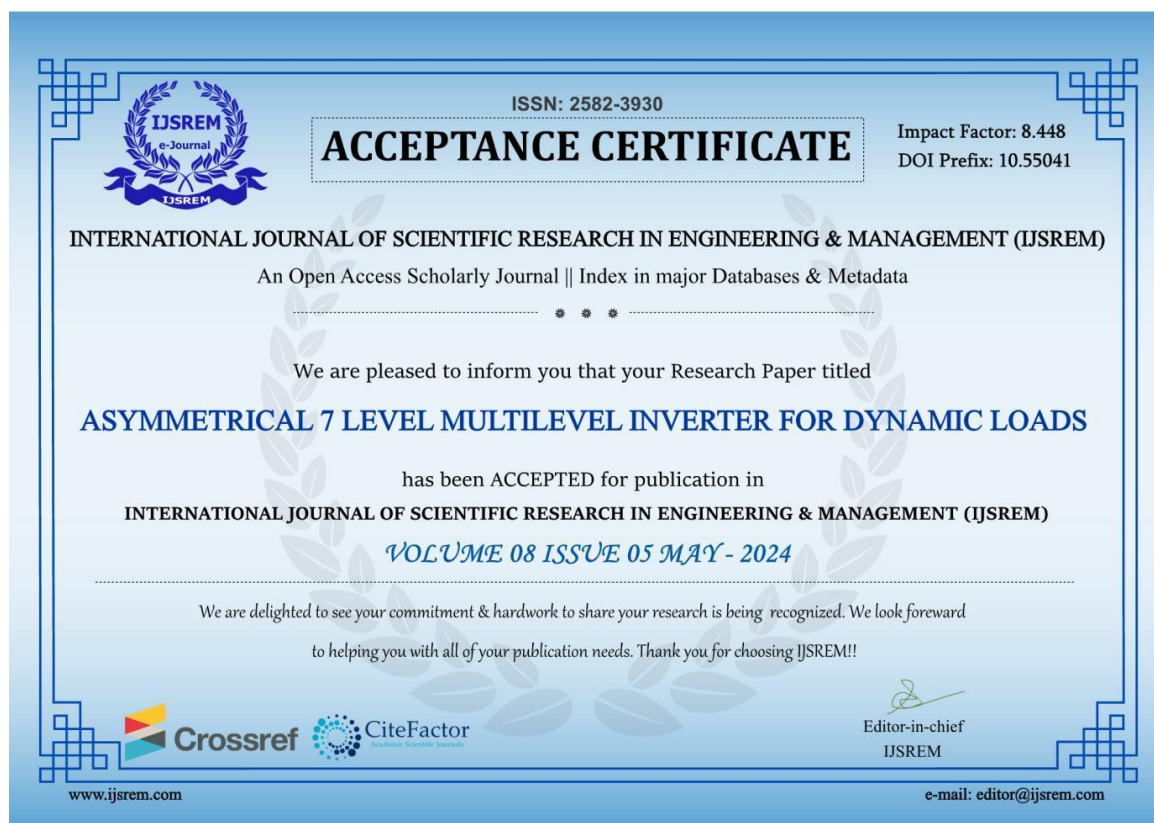 IJSREM
e-Journal
IJSREM
ISSN: 2582-3930
ACCEPTANCE CERTIFICATE
Impact Factor: 8.448
DOI Prefix: 10.55041
INTERNATIONAL JOURNAL OF SCIENTIFIC RESEARCH IN ENGINEERING & MANAGEMENT (IJSREM)
An Open Access Scholarly Journal || Index in major Databases & Metadata
We are pleased to inform you that your Research Paper titled
ASYMMETRICAL 7 LEVEL MULTILEVEL INVERTER FOR DYNAMIC LOADS
has been ACCEPTED for publication in
INTERNATIONAL JOURNAL OF SCIENTIFIC RESEARCH IN ENGINEERING & MANAGEMENT (IJSREM)
VOLUME 08 ISSUE 05 MAY - 2024
We are delighted to see your commitment & hardwork to share your research is being recognized. We look foreward
to helping you with all of your publication needs. Thank you for choosing IJSREM!!
Crossref
CiteFactor
Academic Scientific Journals
Editor-in-chief
IJSREM
www.ijsrem.com
e-mail: editor@ijsrem.com